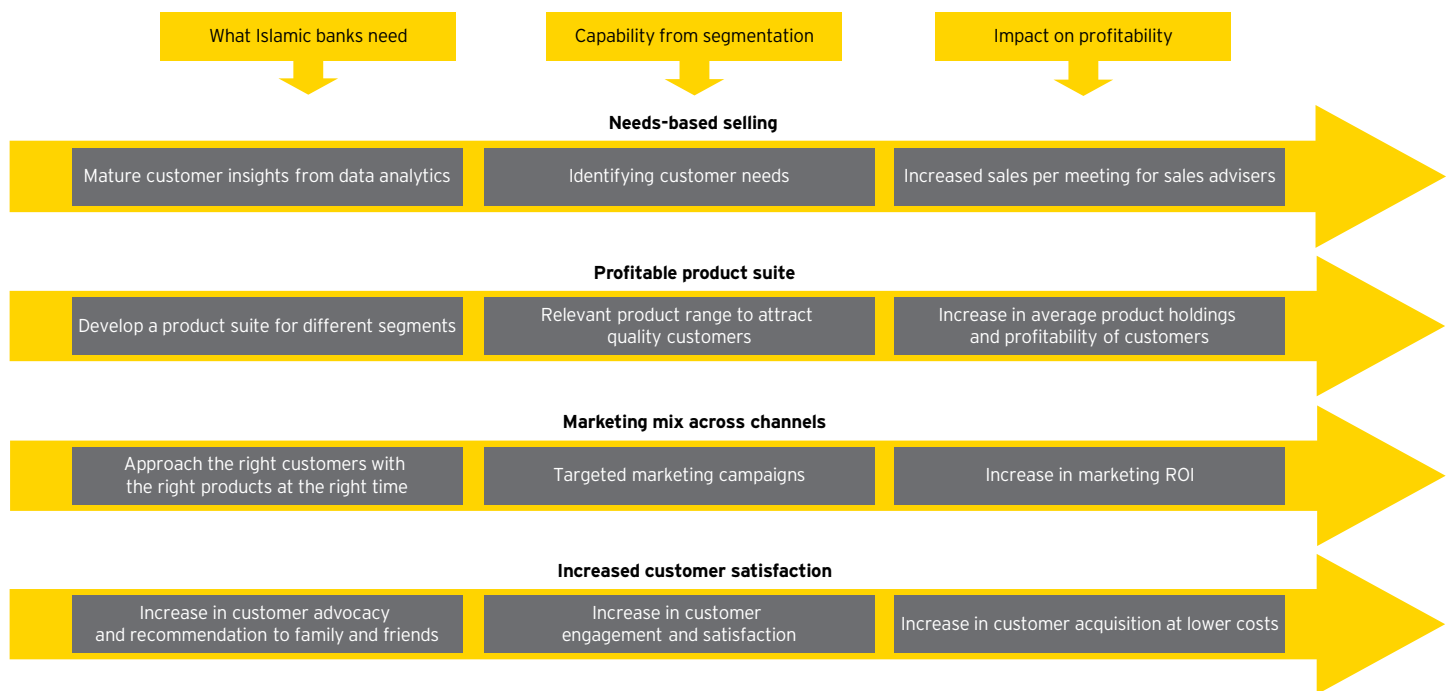 What Islamic banks need
Capability from segmentation
Impact on profitability
Needs-based selling
Mature customer insights from data analytics
Identifying customer needs
Increased sales per meeting for sales advisers
Profitable product suite
Develop a product suite for different segments
Relevant product range to attract
quality customers
Increase in average product holdings
and profitability of customers
Marketing mix across channels
Approach the right customers with
the right products at the right time
Targeted marketing campaigns
Increase in marketing ROI
Increased customer satisfaction
Increase in customer advocacy
and recommendation to family and friends
Increase in customer
engagement and satisfaction
Increase in customer acquisition at lower costs